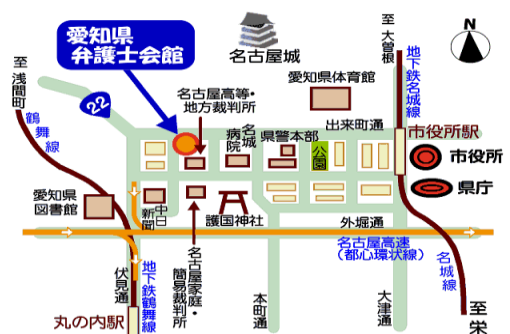 愛知県
弁護士会館
名古屋城
至大曽根
地下鉄名城線
N
至浅間町
鶴舞線
22
名古屋高等・
地方裁判所
愛知県体育館
出来町通
市役所駅
名城
病院
県警本部
公園
市役所
県庁
愛知県
図書館
中日
新聞
護国神社
外堀通
名古屋高速
(都心環状線)
名城線
伏見通
地下鉄鶴舞線
名古屋家庭・
簡易裁判所
本町通
大津通
至栄
丸の内駅